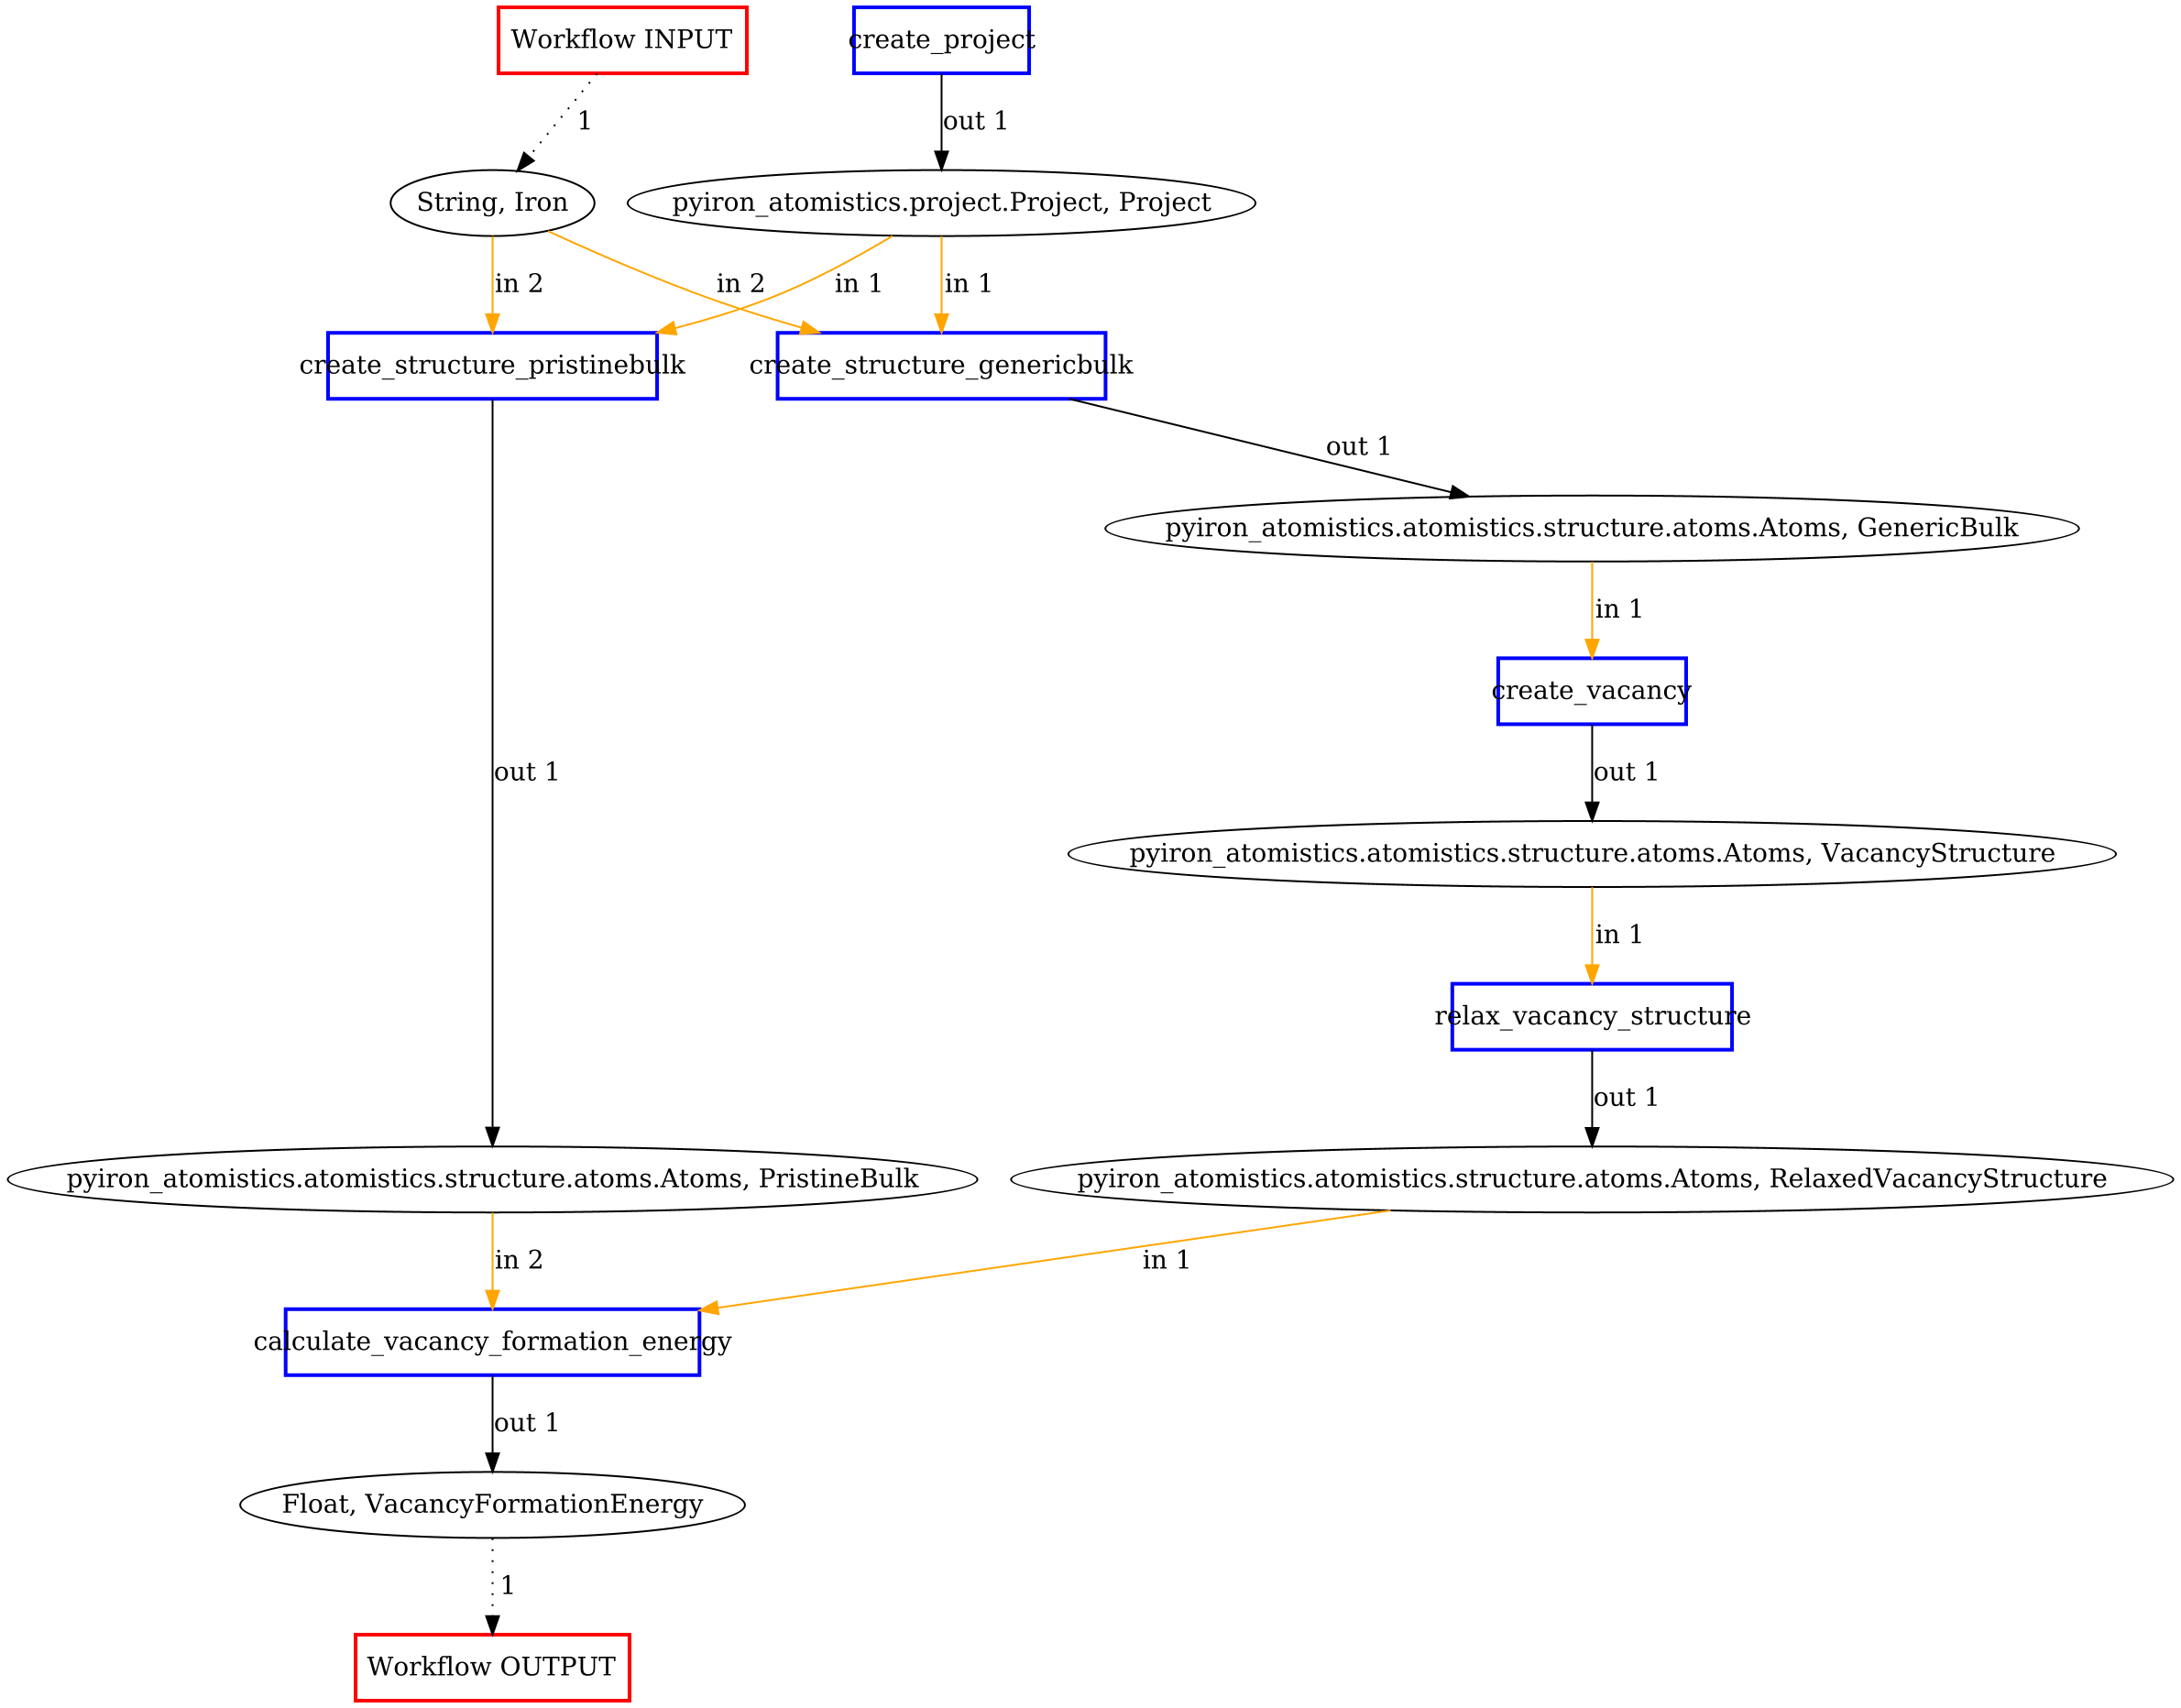 Workflow INPUT
create_project
1
out 1
String, Iron
pyiron_atomistics.project.Project, Project
in 2
in 2
in 1
in 1
create_structure_pristinebulk
create_structure_genericbulk
out 1
pyiron_atomistics.atomistics.structure.atoms.Atoms, GenericBulk
in 1
create_vacancy
out 1
out 1
pyiron_atomistics.atomistics.structure.atoms.Atoms, VacancyStructure
in 1
relax_vacancy_structure
out 1
pyiron_atomistics.atomistics.structure.atoms.Atoms, PristineBulk
pyiron_atomistics.atomistics.structure.atoms.Atoms, RelaxedVacancyStructure
in 2
in 1
calculate_vacancy_formation_energy
out 1
Float, VacancyFormationEnergy
1
Workflow OUTPUT